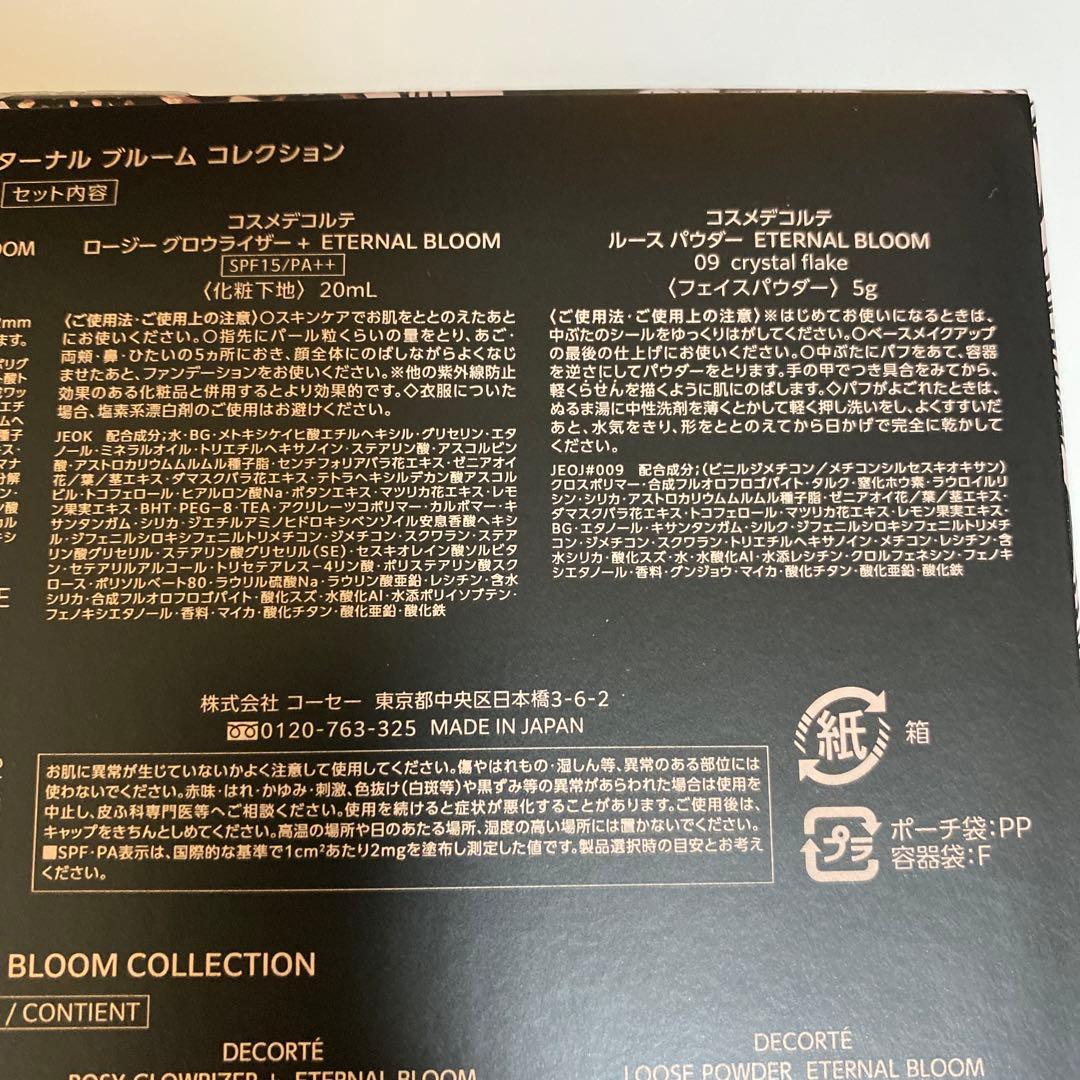 ターナル ブルーム コレクション
セット内容
コスメデコルテ
ロージー グロウライザー + ETERNAL BLOOM
SPF15/PA++
〈化粧下地〉 20mL
〈ご使用法・ご使用上の注意〉○スキンケアでお肌をととのえたあと
にお使いください。○指先にパール粒くらいの量をとり、あご・
両頬・鼻・ひたいの5ヵ所におき、顔全体にのばしながらよくなじ
ませたあと、ファンデーションをお使いください。※他の紫外線防止
効果のある化粧品と併用するとより効果的です。◇衣服についた
場合、塩素系漂白剤のご使用はお避けください。
JEOK 配合成分;水・BG・メトキシケイヒ酸エチルヘキシル・グリセリン・エタ
ノール・ミネラルオイル・トリエチルヘキサノイン・ステアリン酸・アスコルビン
酸・アストロカリウムムルムル種子脂・センチフォリアバラ花エキス・ゼニアオイ
花/葉/茎エキス・ダマスクバラ花エキス・テトラヘキシルデカン酸アスコル
ビル・トコフェロール・ヒアルロン酸Na・ボタンエキス・マツリカ花エキス・レモ
ン果実エキス・BHT・PEG-8・TEA・アクリレーツコポリマー・カルボマー・キ
サンタンガム・シリカ・ジエチルアミノヒドロキシベンゾイル安息香酸ヘキシ
ル・ジフェニルシロキシフェニルトリメチコン・ジメチコン・スクワラン・ステア
リン酸グリセリル・ステアリン酸グリセリル(SE)・セスキオレイン酸ソルビタ
ン・セテアリルアルコール・トリセテアレス-4リン酸・ポリステアリン酸スク
ロース・ポリソルベート80・ラウリル硫酸Na・ラウリン酸亜鉛・レシチン・含水
シリカ・合成フルオロフロゴパイト・酸化スズ・水酸化Al・水添ポリイソブテン・
フェノキシエタノール・香料・マイカ・酸化チタン・酸化亜鉛・酸化鉄
コスメデコルテ
ルース パウダー ETERNAL BLOOM
09 crystal flake
〈フェイスパウダー〉 5g
〈ご使用法・ご使用上の注意〉※はじめてお使いになるときは、
中ぶたのシールをゆっくりはがしてください。○ベースメイクアップ
の最後の仕上げにお使いください。○中ぶたにパフをあて、容器
を逆さにしてパウダーをとります。手の甲でつき具合をみてから、
軽くらせんを描くように肌にのばします。◇パフがよごれたときは、
ぬるま湯に中性洗剤を薄くとかして軽く押し洗いをし、よくすすいだ
あと、水気をきり、形をととのえてから日かげで完全に乾かして
ください。
JEOJ#009 配合成分;(ビニルジメチコン/メチコンシルセスキオキサン)
クロスポリマー・合成フルオロフロゴパイト・タルク・窒化ホウ素・ラウロイルリ
シン・シリカ・アストロカリウムムルムル種子脂・ゼニアオイ花/葉/茎エキス・
ダマスクバラ花エキス・トコフェロール・マツリカ花エキス・レモン果実エキス・
BG・エタノール・キサンタンガム・シルク・ジフェニルシロキシフェニルトリメチ
コン・ジメチコン・スクワラン・トリエチルヘキサノイン・メチコン・レシチン・含
水シリカ・酸化スズ・水・水酸化Al・水添レシチン・クロルフェネシン・フェノキ
シエタノール・香料・グンジョウ・マイカ・酸化チタン・酸化亜鉛・酸化鉄
株式会社 コーセー 東京都中央区日本橋3-6-2
0120-763-325 MADE IN JAPAN
お肌に異常が生じていないかよく注意して使用してください。傷やはれもの・湿しん等、異常のある部位には
使わないでください。赤味・はれ・かゆみ・刺激、色抜け(白斑等)や黒ずみ等の異常があらわれた場合は使用を
中止し、皮ふ科専門医等へご相談ください。使用を続けると症状が悪化することがあります。ご使用後は、
キャップをきちんとしめてください。高温の場所や日のあたる場所、湿度の高い場所には置かないでください。
■SPF・PA表示は、国際的な基準で1cm²あたり2mgを塗布し測定した値です。製品選択時の目安とお考え
ください。
紙 箱
プラ ポーチ袋:PP
容器袋:F
BLOOM COLLECTION
/ CONTIENT
DECORTÉ
ROSY GLOWRIZER + ETERNAL BLOOM
DECORTÉ
LOOSE POWDER ETERNAL BLOOM